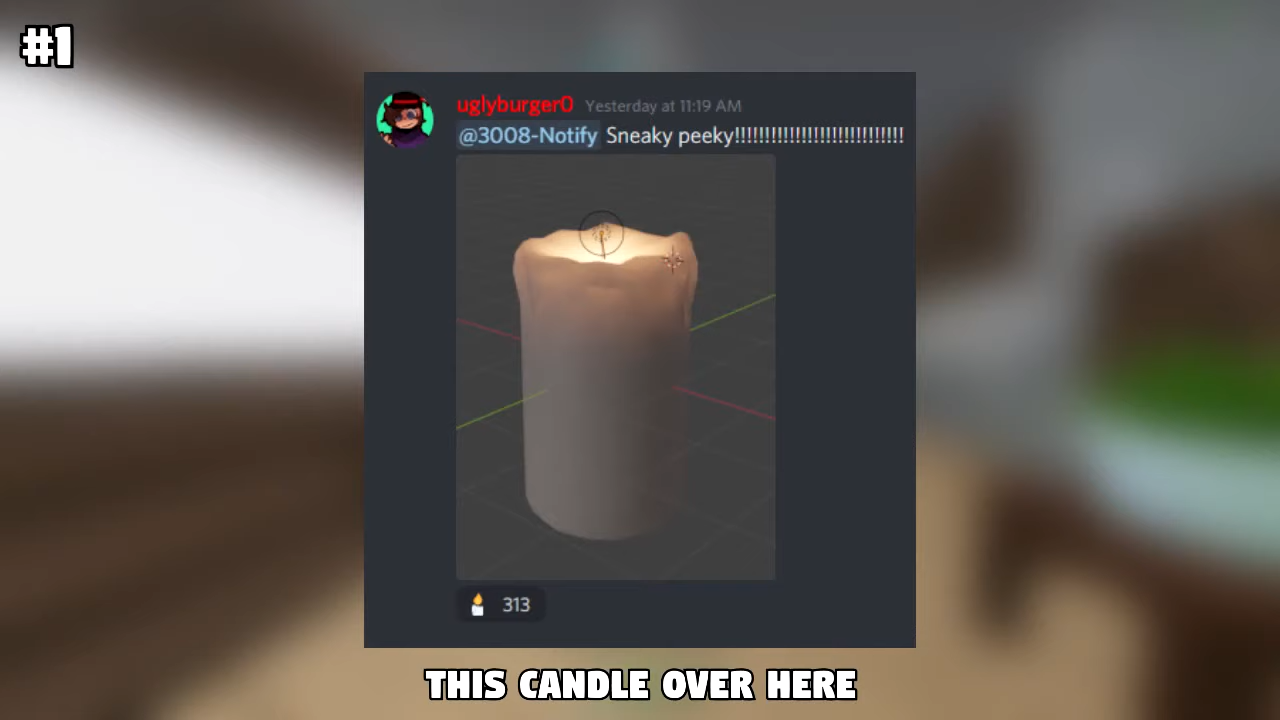 #1
uglyburger0 Yesterday at 11:19 AM
@3008-Notify Sneaky peeky!!!!!!!!!!!!!!!!!!!!!!!!!!!!
313
THIS CANDLE OVER HERE